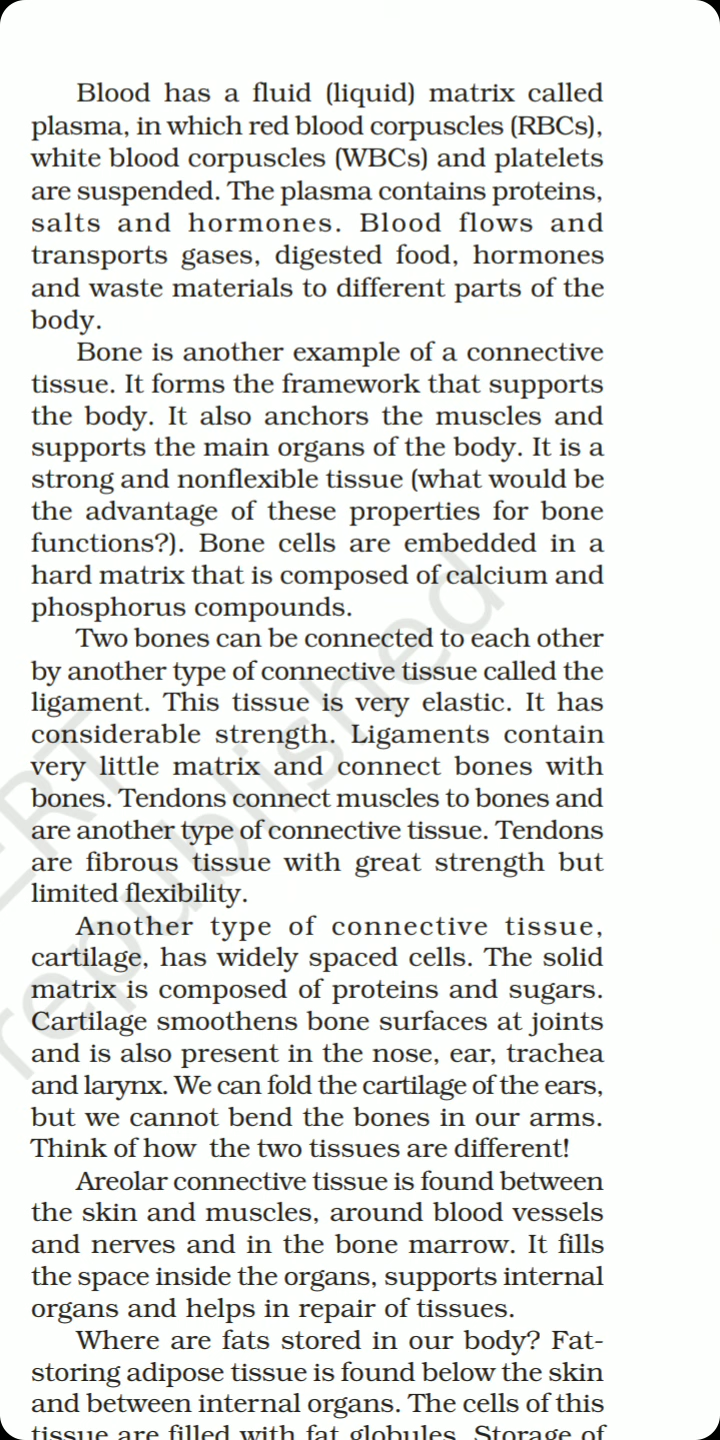 Blood has a fluid (liquid) matrix called
plasma, in which red blood corpuscles (RBCs),
white blood corpuscles (WBCs) and platelets
are suspended. The plasma contains proteins,
salts and hormones. Blood flows and
transports gases, digested food, hormones
and waste materials to different parts of the
body.
Bone is another example of a connective
tissue. It forms the framework that supports
the body. It also anchors the muscles and
supports the main organs of the body. It is a
strong and nonflexible tissue (what would be
the advantage of these properties for bone
functions?). Bone cells are embedded in a
hard matrix that is composed of calcium and
phosphorus compounds.
Two bones can be connected to each other
by another type of connective tissue called the
ligament. This tissue is very elastic. It has
considerable strength. Ligaments contain
very little matrix and connect bones with
bones. Tendons connect muscles to bones and
are another type of connective tissue. Tendons
are fibrous tissue with great strength but
limited flexibility.
Another type of connective tissue,
cartilage, has widely spaced cells. The solid
matrix is composed of proteins and sugars.
Cartilage smoothens bone surfaces at joints
and is also present in the nose, ear, trachea
and larynx. We can fold the cartilage of the ears,
but we cannot bend the bones in our arms.
Think of how the two tissues are different!
Areolar connective tissue is found between
the skin and muscles, around blood vessels
and nerves and in the bone marrow. It fills
the space inside the organs, supports internal
organs and helps in repair of tissues.
Where are fats stored in our body? Fat-
storing adipose tissue is found below the skin
and between internal organs. The cells of this
tissue are filled with fat globules. Storage of
ERT
republished